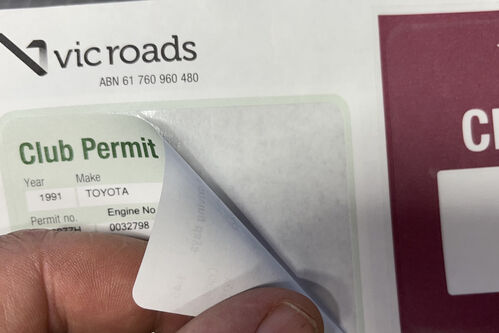 vicroads
ABN 61 760 960 480
Club Permit
Year Make
1991 TOYOTA
Permit no. Engine No
0032798